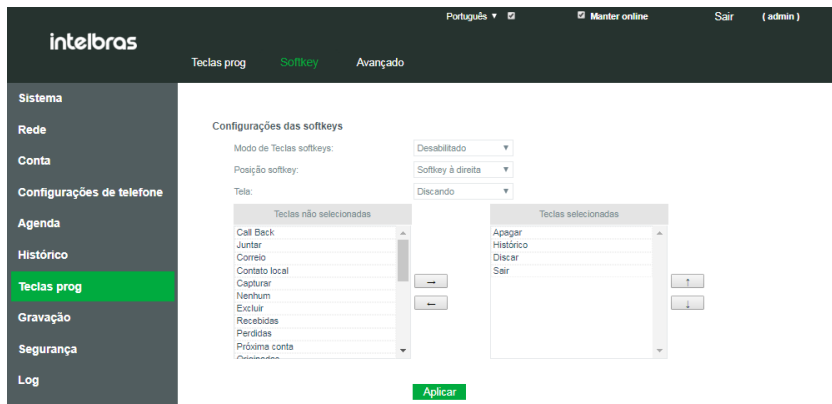 Português Manter online Sair ( admin )
intelbras
Teclas prog Softkey Avançado
Sistema
Rede
Conta
Configurações de telefone
Agenda
Histórico
Teclas prog
Gravação
Segurança
Log
Configurações das softkeys
Modo de Teclas softkeys: Desabilitado
Posição softkey: Softkey à direita
Tela: Discando
Teclas não selecionadas
Call Back
Juntar
Correio
Contato local
Capturar
Nenhum
Excluir
Recebidas
Perdidas
Próxima conta
Originadas
Teclas selecionadas
Apagar
Histórico
Discar
Sair
Aplicar